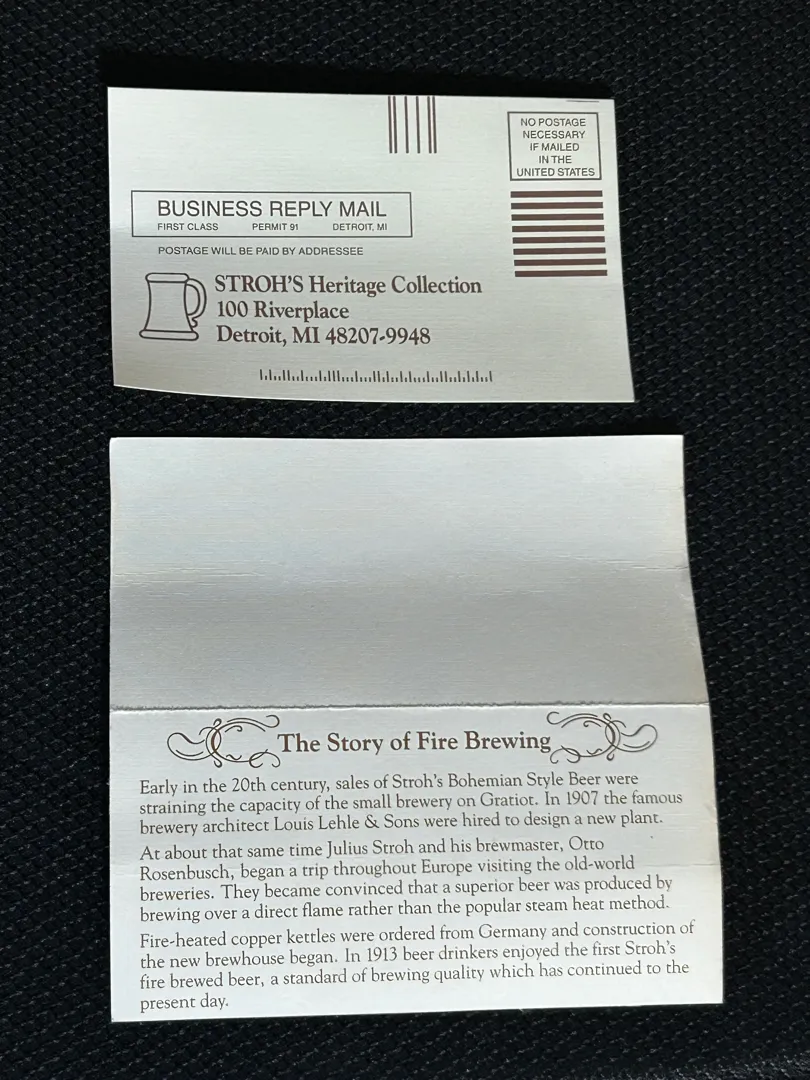 NO POSTAGE
NECESSARY
IF MAILED
IN THE
UNITED STATES
BUSINESS REPLY MAIL
FIRST CLASS PERMIT 91 DETROIT, MI
POSTAGE WILL BE PAID BY ADDRESSEE
STROH'S Heritage Collection
100 Riverplace
Detroit, MI 48207-9948
The Story of Fire Brewing
Early in the 20th century, sales of Stroh's Bohemian Style Beer were
straining the capacity of the small brewery on Gratiot. In 1907 the famous
brewery architect Louis Lehle & Sons were hired to design a new plant.
At about that same time Julius Stroh and his brewmaster, Otto
Rosenbusch, began a trip throughout Europe visiting the old-world
breweries. They became convinced that a superior beer was produced by
brewing over a direct flame rather than the popular steam heat method.
Fire-heated copper kettles were ordered from Germany and construction of
the new brewhouse began. In 1913 beer drinkers enjoyed the first Stroh's
fire brewed beer, a standard of brewing quality which has continued to the
present day.